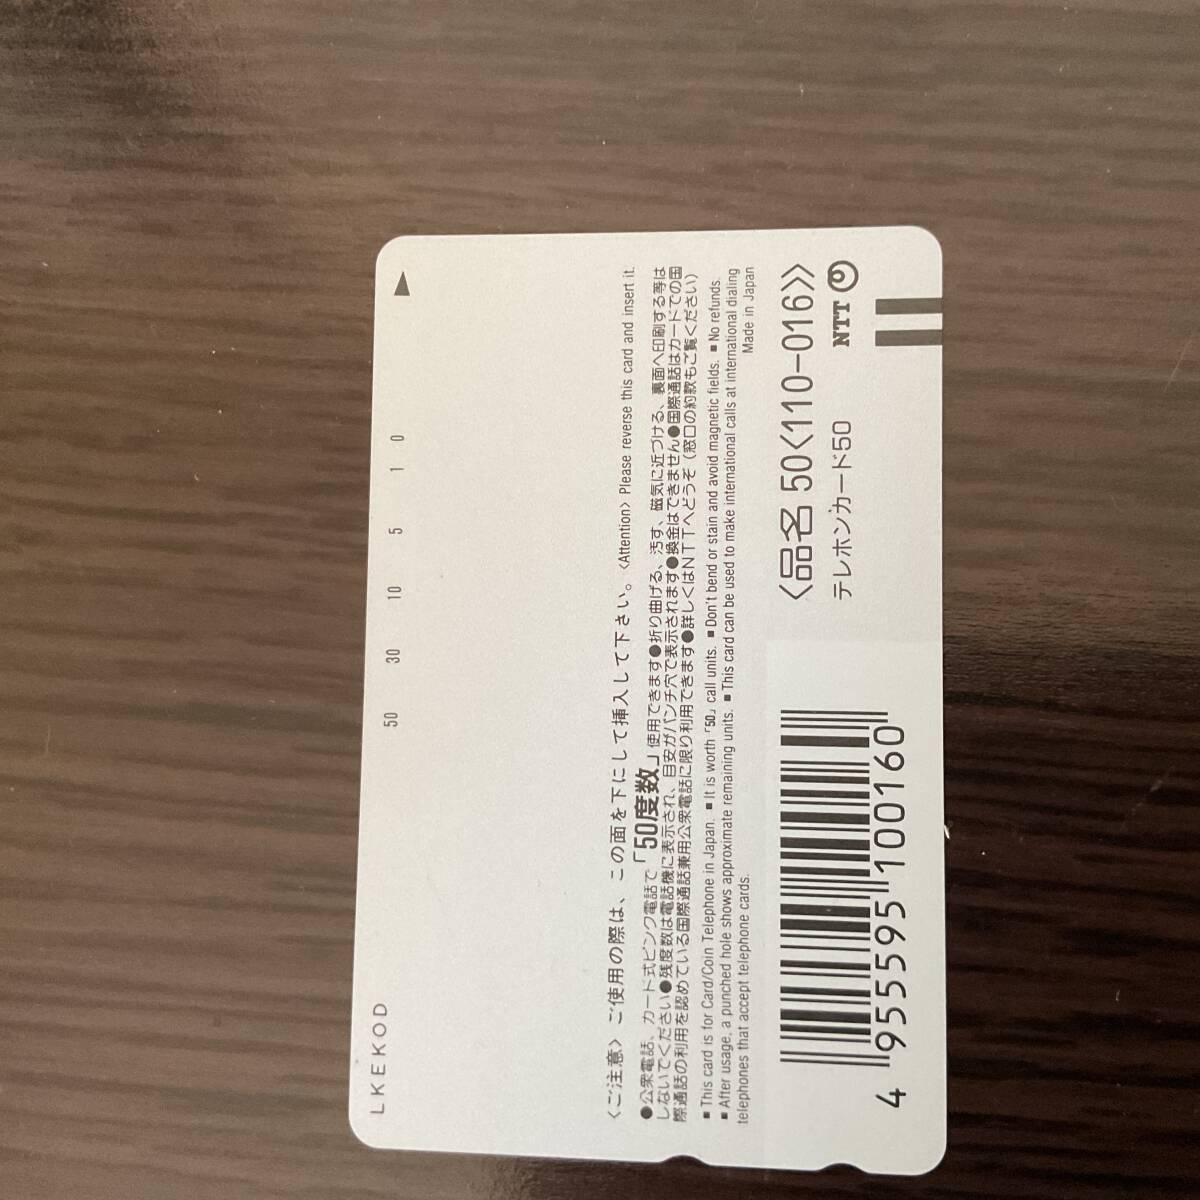 LKEKOD
50 30 10 5 1 0
〈ご注意〉ご使用の際は、この面を下にして挿入して下さい。〈Attention〉Please reverse this card and insert it.
●公衆電話、カード式ピンク電話で「50度数」使用できます●折り曲げる、汚す、磁気に近づける、裏面へ印刷する等は
しないでください●残度数は電話機に表示され、目安がパンチ穴で表示されます●換金はできません●国際通話はカードでの国
際通話の利用を認めている国際通話兼用公衆電話に限り利用できます●詳しくはNTTへどうぞ（窓口の約款もご覧ください）
■This card is for Card/Coin Telephone in Japan. ■It is worth「50」call units. ■Don't bend or stain and avoid magnetic fields. ■No refunds.
■After usage, a punched hole shows approximate remaining units. ■This card can be used to make international calls at international dialing
telephones that accept telephone cards. Made in Japan
〈品名 50〈110-016〉〉
テレホンカード50 NTT
4 955595 100160